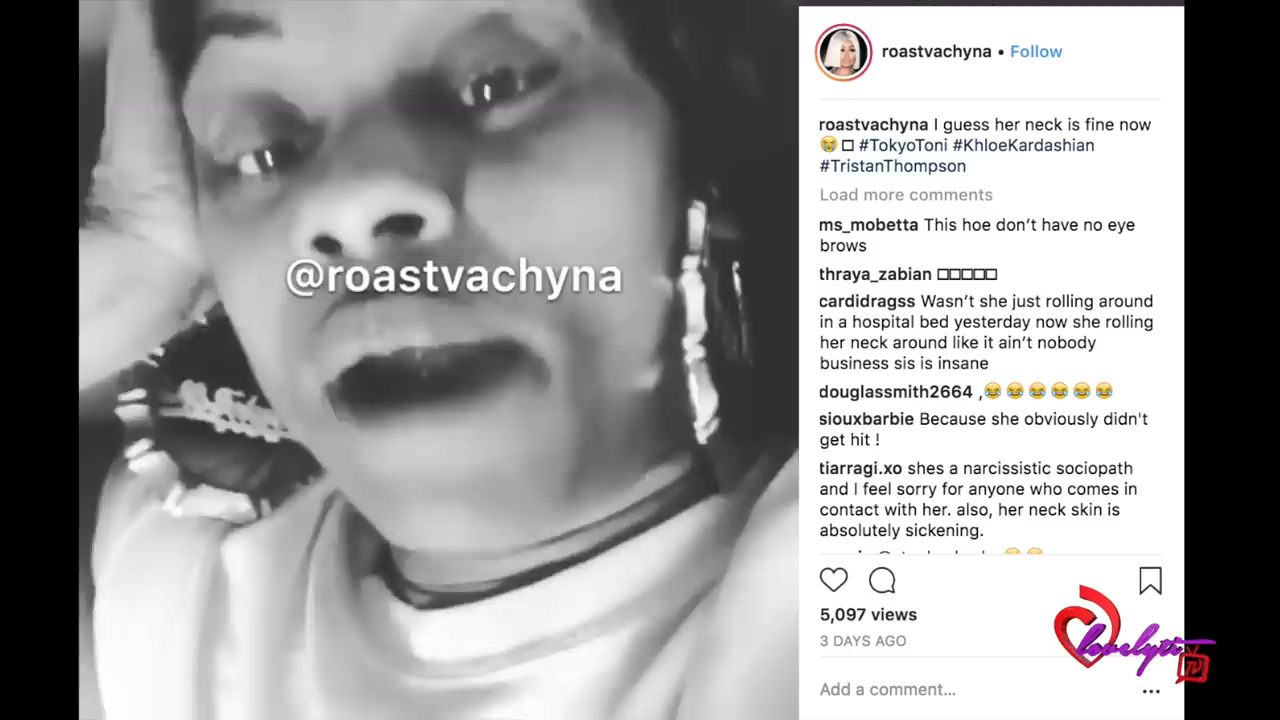 @roastvachyna
roastvachyna • Follow
roastvachyna I guess her neck is fine now
😭 □ #TokyoToni #KhloeKardashian
#TristanThompson
Load more comments
ms_mobetta This hoe don’t have no eye
brows
thraya_zabian □□□□□
cardidragss Wasn’t she just rolling around
in a hospital bed yesterday now she rolling
her neck around like it ain’t nobody
business sis is insane
douglassmith2664 ,😂😂😂😂😂😂
siouxbarbie Because she obviously didn't
get hit !
tiarragi.xo shes a narcissistic sociopath
and I feel sorry for anyone who comes in
contact with her. also, her neck skin is
absolutely sickening.
5,097 views
3 DAYS AGO
lovelyti
TV
Add a comment...